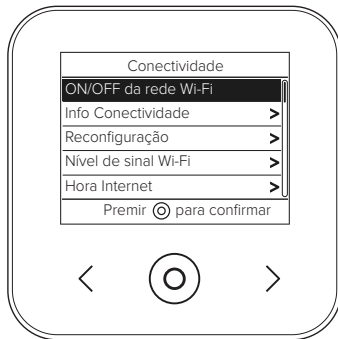 Conectividade
ON/OFF da rede Wi-Fi
Info Conectividade >
Reconfiguração >
Nível de sinal Wi-Fi >
Hora Internet >
Premir ⌾ para confirmar